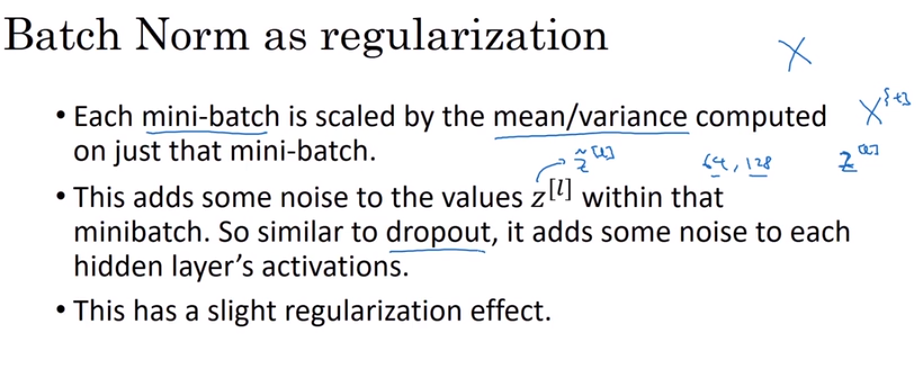 Batch Norm as regularization
X
• Each mini-batch is scaled by the mean/variance computed
X^{t}
on just that mini-batch.
z̃^[l]
64, 128
z^[l]
• This adds some noise to the values z^[l] within that
minibatch. So similar to dropout, it adds some noise to each
hidden layer's activations.
• This has a slight regularization effect.